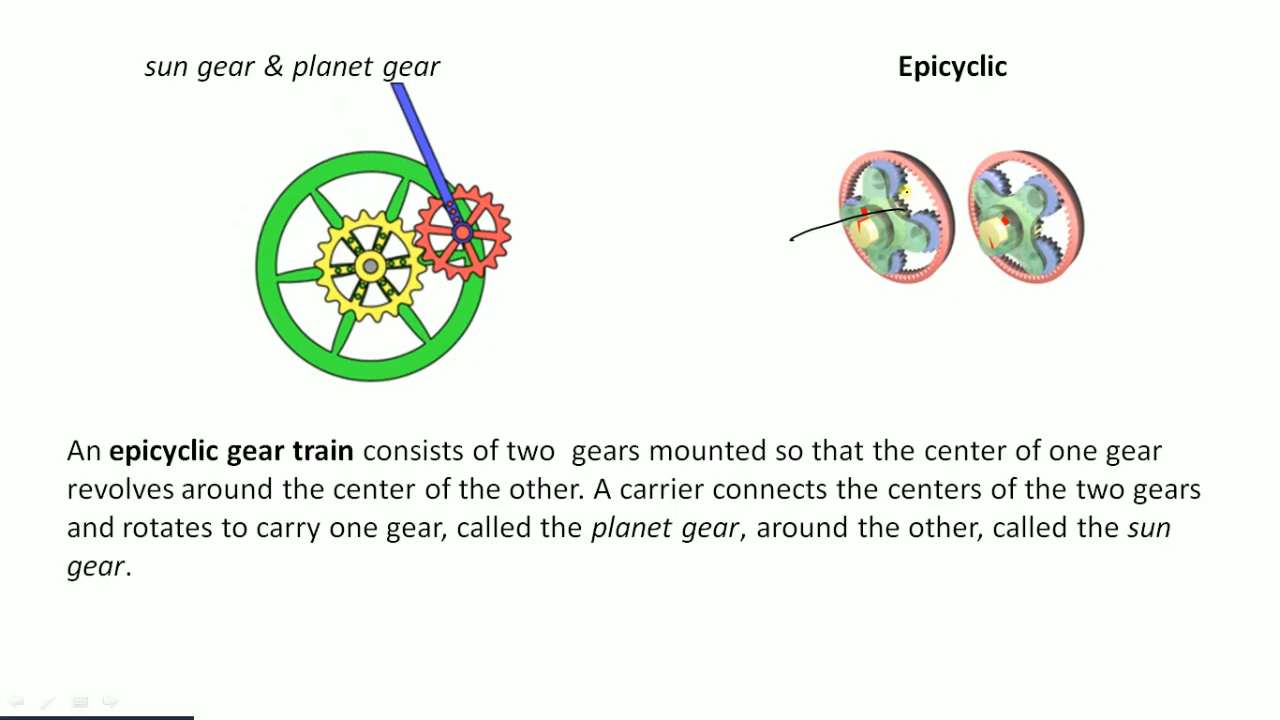 sun gear & planet gear
Epicyclic
An epicyclic gear train consists of two  gears mounted so that the center of one gear
revolves around the center of the other. A carrier connects the centers of the two gears
and rotates to carry one gear, called the planet gear, around the other, called the sun
gear.